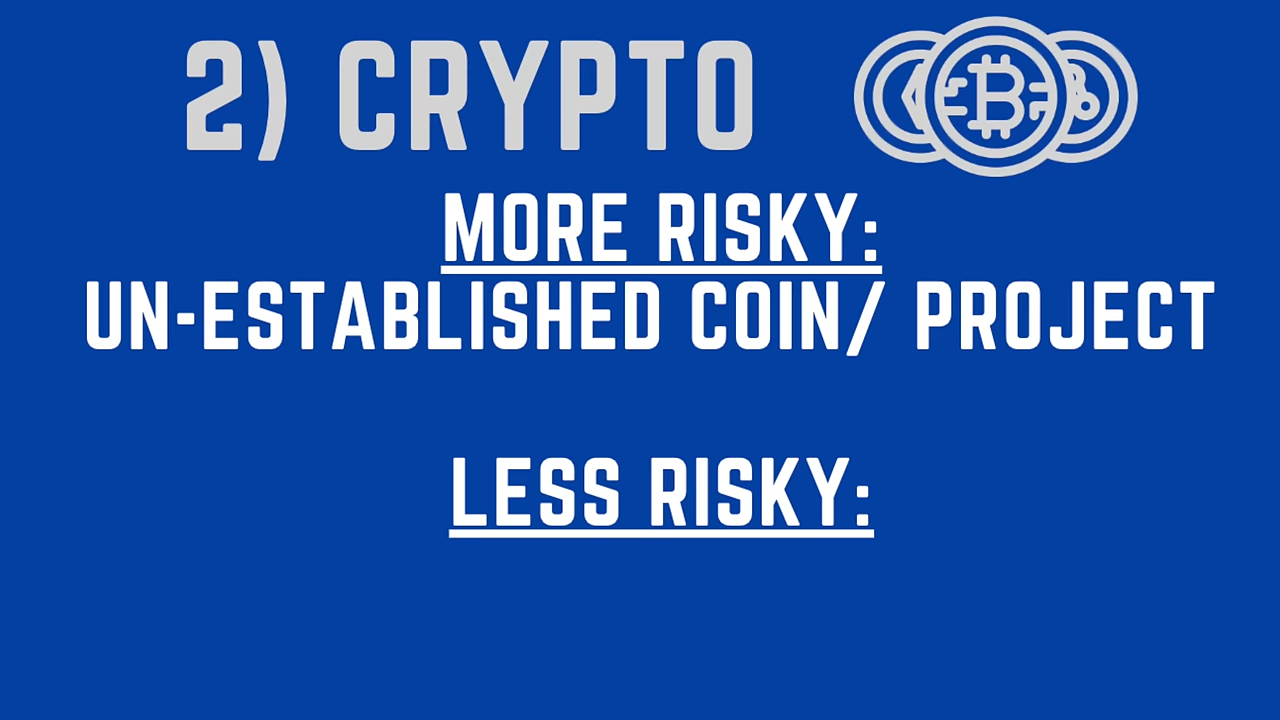 2) CRYPTO
MORE RISKY:
UN-ESTABLISHED COIN/ PROJECT
LESS RISKY: